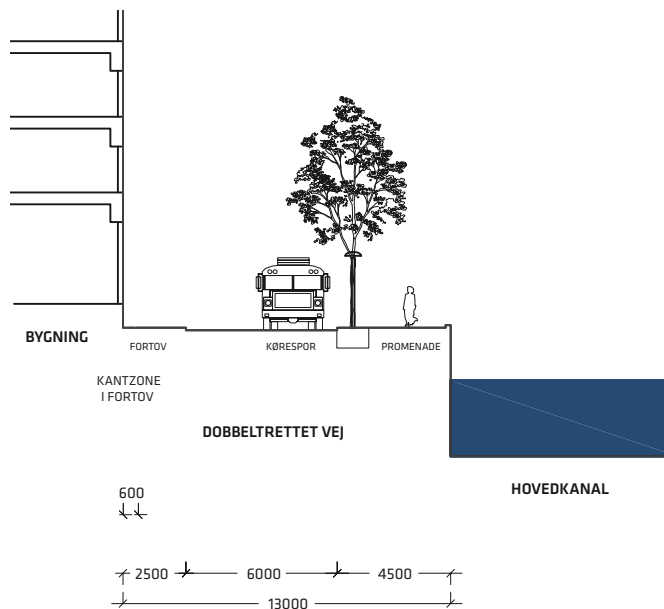 BYGNING
FORTOV
KØRESPOR
PROMENADE
KANTZONE
I FORTOV
DOBBELTRETTET VEJ
HOVEDKANAL
600
2500
6000
4500
13000